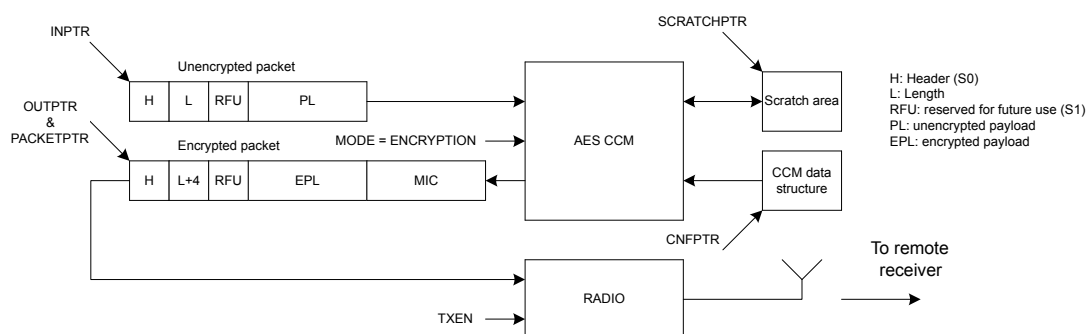 SCRATCHPTR
INPTR
Unencrypted packet
H L RFU PL
OUTPTR
&
PACKETPTR
Encrypted packet
H L+4 RFU EPL MIC
MODE = ENCRYPTION
AES CCM
Scratch area
CCM data
structure
CNFPTR
H: Header (S0)
L: Length
RFU: reserved for future use (S1)
PL: unencrypted payload
EPL: encrypted payload
RADIO
TXEN
To remote
receiver